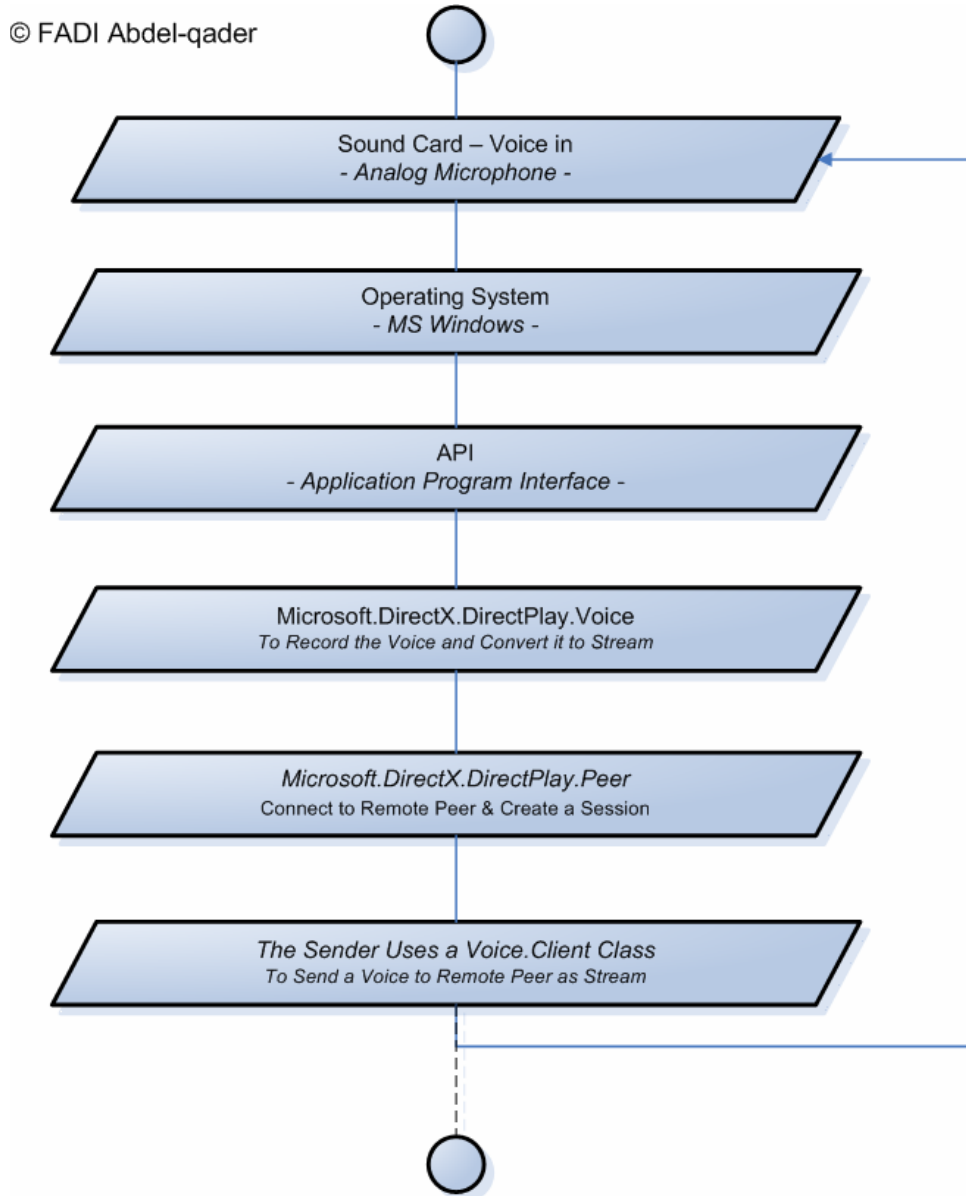 © FADI Abdel-qader
Sound Card – Voice in
- Analog Microphone -
Operating System
- MS Windows -
API
- Application Program Interface -
Microsoft.DirectX.DirectPlay.Voice
To Record the Voice and Convert it to Stream
Microsoft.DirectX.DirectPlay.Peer
Connect to Remote Peer & Create a Session
The Sender Uses a Voice.Client Class
To Send a Voice to Remote Peer as Stream